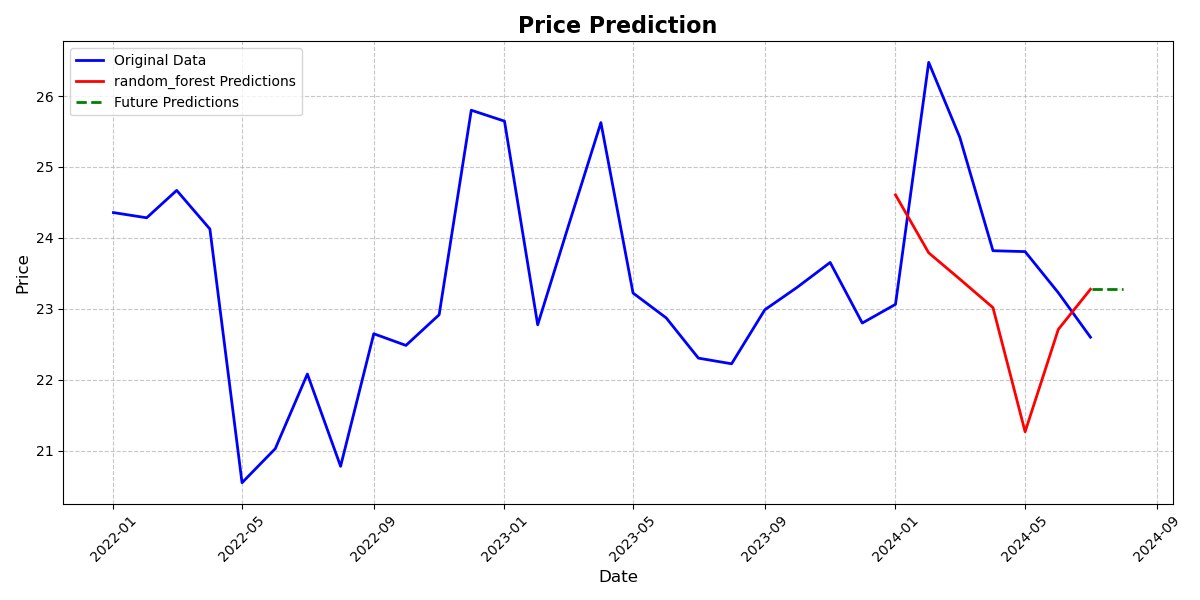 Price Prediction
Original Data
random_forest Predictions
Future Predictions
Price
26
25
24
23
22
21
2022-01
2022-05
2022-09
2023-01
2023-05
2023-09
2024-01
2024-05
2024-09
Date